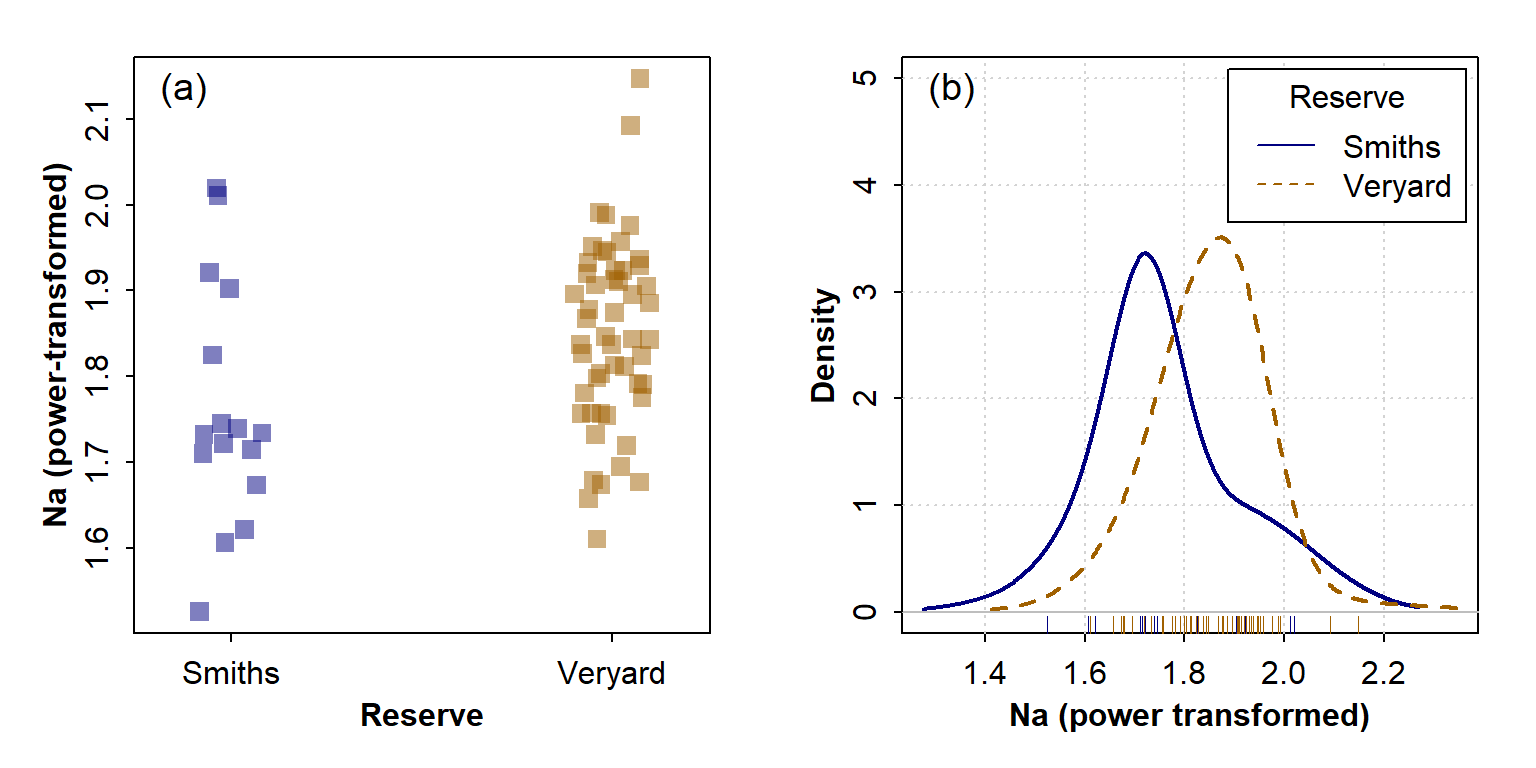 (a)
Na (power-transformed)
2.1
2.0
1.9
1.8
1.7
1.6
Smiths
Veryard
Reserve
(b)
Reserve
Smiths
Veryard
Density
5
4
3
2
1
0
1.4 1.6 1.8 2.0 2.2
Na (power transformed)